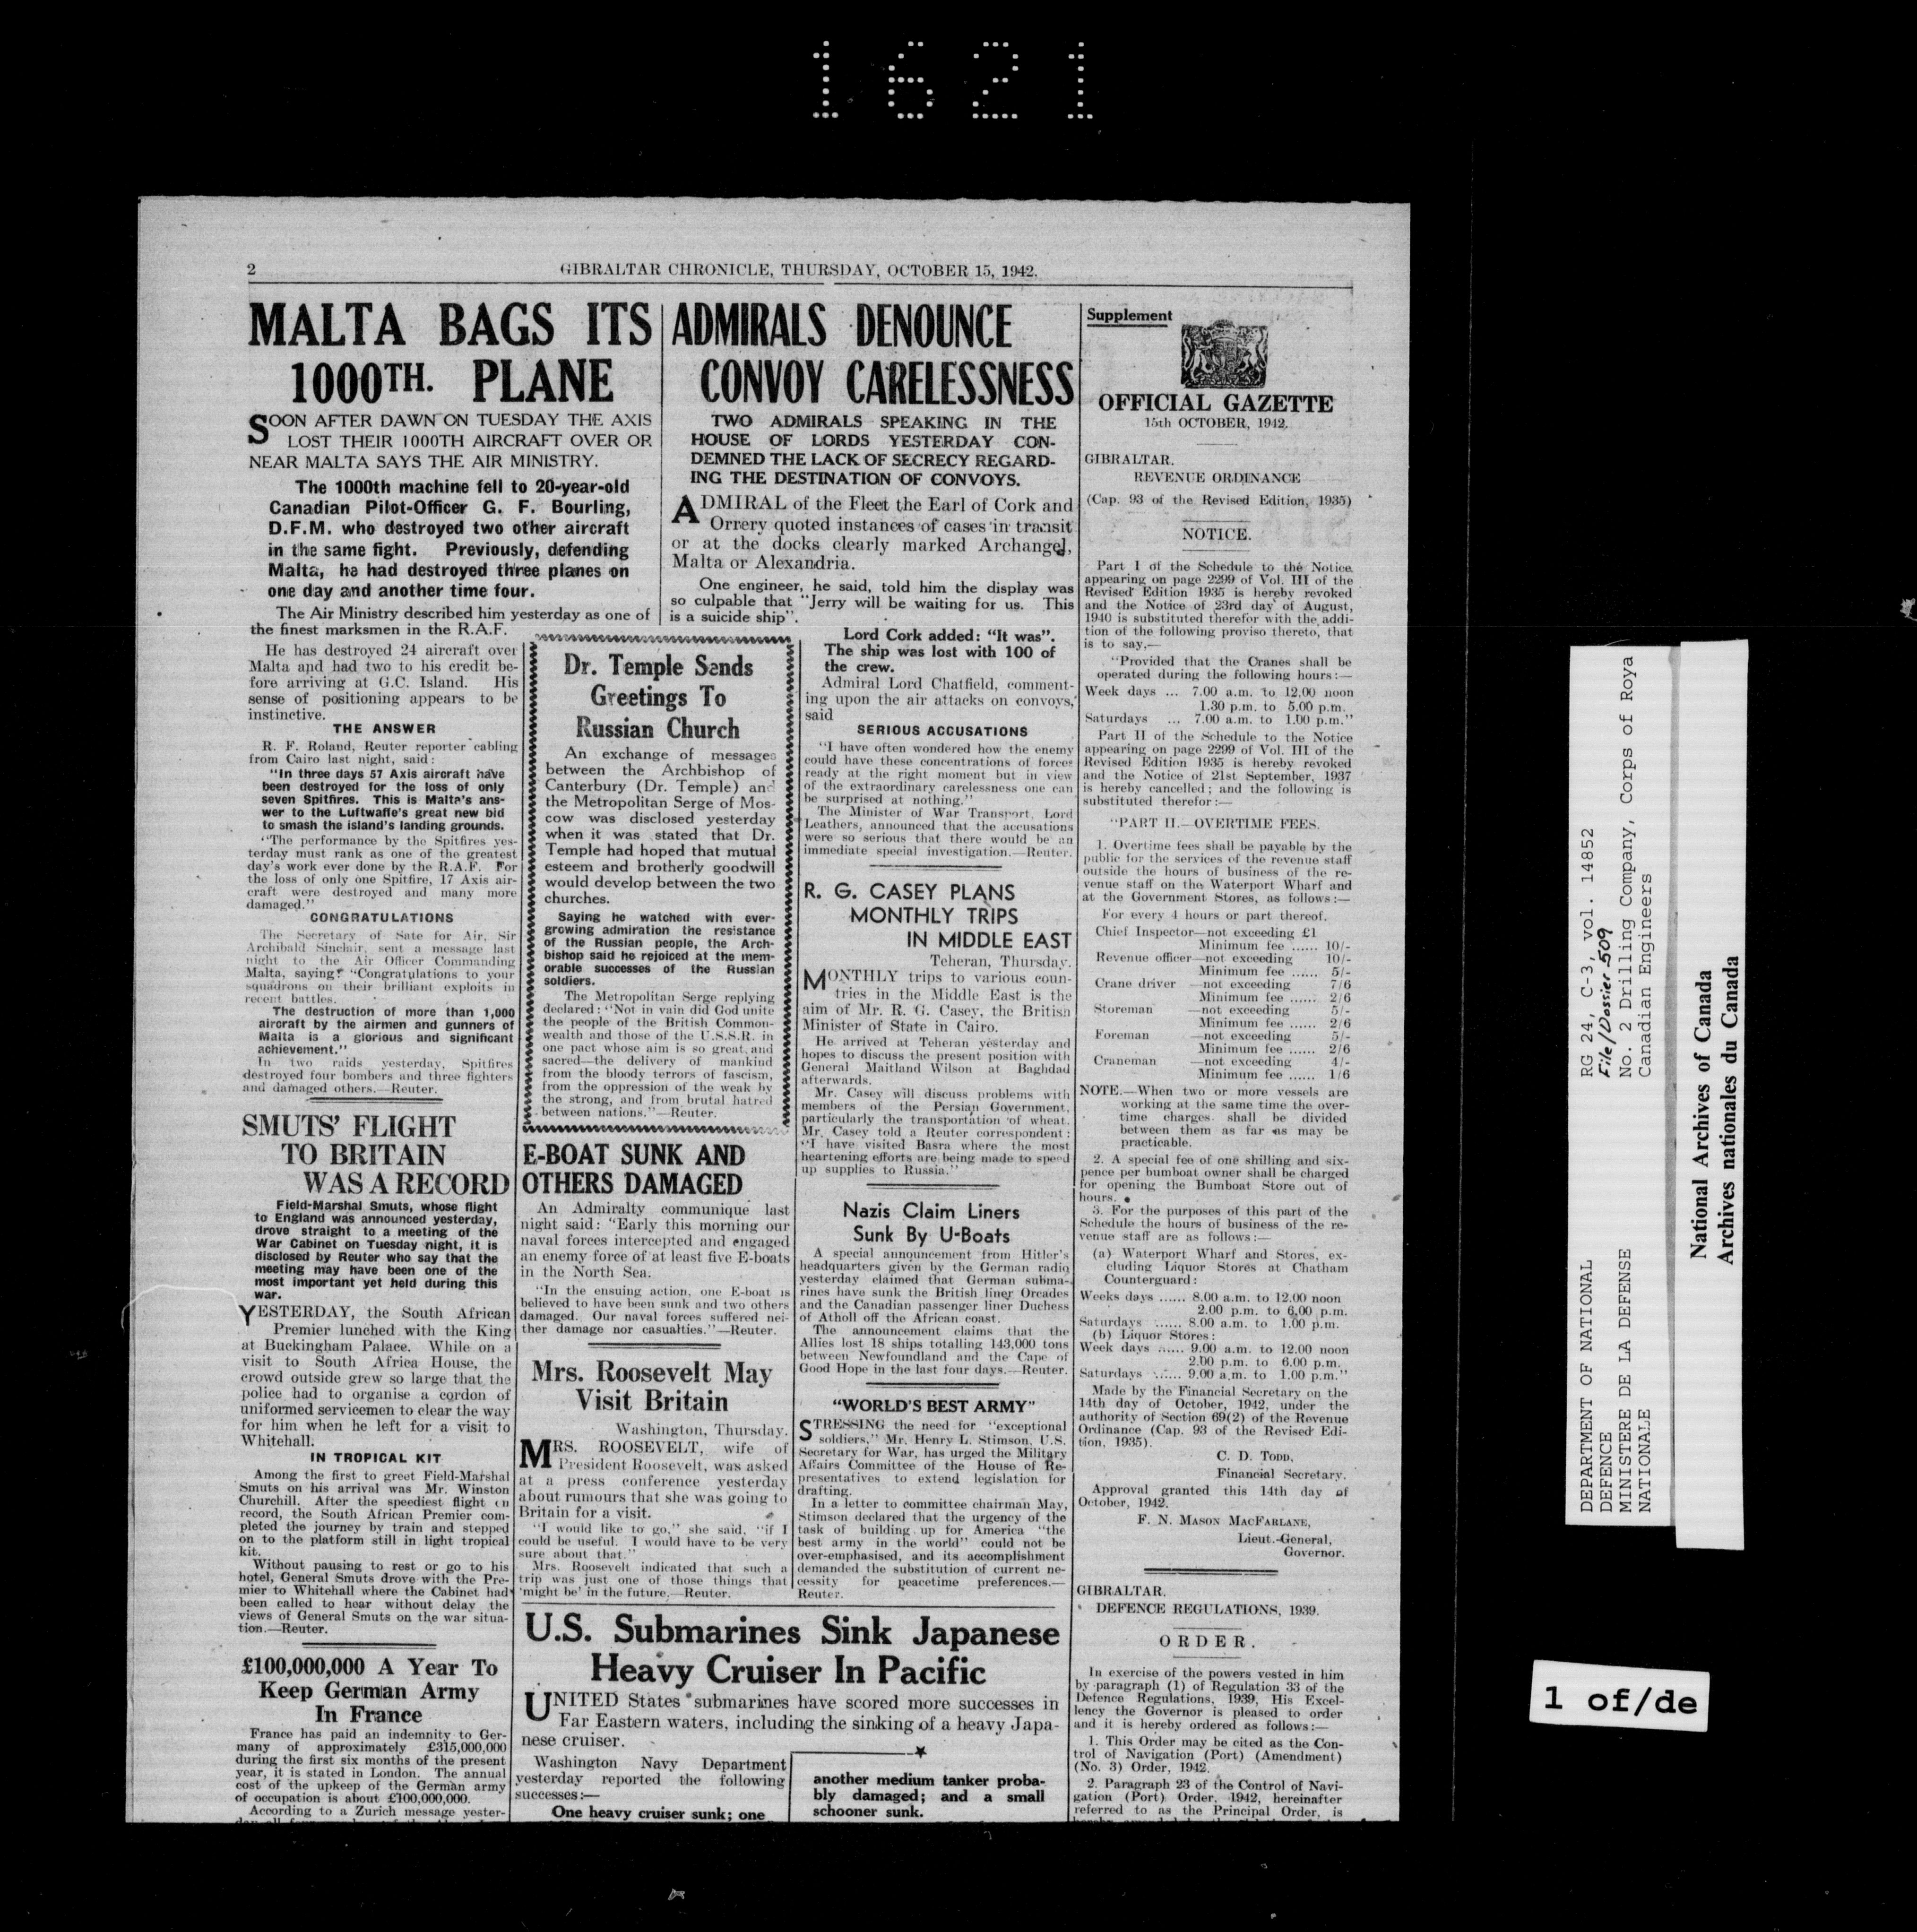 1621
2
GIBRALTAR CHRONICLE, THURSDAY, OCTOBER 15, 1942.
MALTA BAGS ITS
1000TH. PLANE
SOON AFTER DAWN ON TUESDAY THE AXIS
LOST THEIR 1000TH AIRCRAFT OVER OR
NEAR MALTA SAYS THE AIR MINISTRY.
The 1000th machine fell to 20-year-old
Canadian Pilot-Officer G. F. Bourling,
D.F.M. who destroyed two other aircraft
in the same fight. Previously, defending
Malta, he had destroyed three planes on
one day and another time four.
The Air Ministry described him yesterday as one of
the finest marksmen in the R.A.F.
He has destroyed 24 aircraft over
Malta and had two to his credit be-
fore arriving at G.C. Island. His
sense of positioning appears to be
instinctive.
THE ANSWER
R. F. Roland, Reuter reporter cabling
from Cairo last night, said:
"In three days 57 Axis aircraft have
been destroyed for the loss of only
seven Spitfires. This is Malta's ans-
wer to the Luftwaffe's great new bid
to smash the island's landing grounds.
"The performance by the Spitfires yes-
terday must rank as one of the greatest
day's work ever done by the R.A.F. For
the loss of only one Spitfire, 17 Axis air-
craft were destroyed and many more
damaged."
CONGRATULATIONS
The Secretary of Sate for Air, Sir
Archibald Sinclair, sent a message last
night to the Air Officer Commanding
Malta, saying: "Congratulations to your
squadrons on their brilliant exploits in
recent battles.
The destruction of more than 1,000
aircraft by the airmen and gunners of
Malta is a glorious and significant
achievement."
In two raids yesterday, Spitfires
destroyed four bombers and three fighters
and damaged others.—Reuter.
SMUTS' FLIGHT
TO BRITAIN
WAS A RECORD
Field-Marshal Smuts, whose flight
to England was announced yesterday,
drove straight to a meeting of the
War Cabinet on Tuesday night, it is
disclosed by Reuter who say that the
meeting may have been one of the
most important yet held during this
war.
YESTERDAY, the South African
Premier lunched with the King
at Buckingham Palace. While on a
visit to South Africa House, the
crowd outside grew so large that the
police had to organise a cordon of
uniformed servicemen to clear the way
for him when he left for a visit to
Whitehall.
IN TROPICAL KIT
Among the first to greet Field-Marshal
Smuts on his arrival was Mr. Winston
Churchill. After the speediest flight on
record, the South African Premier com-
pleted the journey by train and stepped
on to the platform still in light tropical
kit.
Without pausing to rest or go to his
hotel, General Smuts drove with the Pre-
mier to Whitehall where the Cabinet had
been called to hear without delay the
views of General Smuts on the war situa-
tion.—Reuter.
£100,000,000 A Year To
Keep German Army
In France
France has paid an indemnity to Ger-
many of approximately £315,000,000
during the first six months of the present
year, it is stated in London. The annual
cost of the upkeep of the German army
of occupation is about £100,000,000.
According to a Zurich message yester-
ADMIRALS DENOUNCE
CONVOY CARELESSNESS
TWO ADMIRALS SPEAKING IN THE
HOUSE OF LORDS YESTERDAY CON-
DEMNED THE LACK OF SECRECY REGARD-
ING THE DESTINATION OF CONVOYS.
ADMIRAL of the Fleet the Earl of Cork and
Orrery quoted instances of cases in transit
or at the docks clearly marked Archangel,
Malta or Alexandria.
One engineer, he said, told him the display was
so culpable that "Jerry will be waiting for us. This
is a suicide ship".
Dr. Temple Sends
Greetings To
Russian Church
An exchange of messages
between the Archbishop of
Canterbury (Dr. Temple) and
the Metropolitan Serge of Mos-
cow was disclosed yesterday
when it was stated that Dr.
Temple had hoped that mutual
esteem and brotherly goodwill
would develop between the two
churches.
Saying he watched with ever-
growing admiration the resistance
of the Russian people, the Arch-
bishop said he rejoiced at the mem-
orable successes of the Russian
soldiers.
The Metropolitan Serge replying
declared: "Not in vain did God unite
the people of the British Common-
wealth and those of the U.S.S.R. in
one pact whose aim is so great and
sacred—the delivery of mankind
from the bloody terrors of fascism,
from the oppression of the weak by
the strong, and from brutal hatred
between nations."—Reuter.
E-BOAT SUNK AND
OTHERS DAMAGED
An Admiralty communique last
night said: "Early this morning our
naval forces intercepted and engaged
an enemy force of at least five E-boats
in the North Sea.
"In the ensuing action, one E-boat is
believed to have been sunk and two others
damaged. Our naval forces suffered nei-
ther damage nor casualties."—Reuter.
Mrs. Roosevelt May
Visit Britain
Washington, Thursday.
MRS. ROOSEVELT, wife of
President Roosevelt, was asked
at a press conference yesterday
about rumours that she was going to
Britain for a visit.
"I would like to go," she said, "if I
could be useful. I would have to be very
sure about that."
Mrs. Roosevelt indicated that such a
trip was just one of those things that
'might be' in the future.—Reuter.
Lord Cork added: "It was".
The ship was lost with 100 of
the crew.
Admiral Lord Chatfield, comment-
ing upon the air attacks on convoys,
said
SERIOUS ACCUSATIONS
"I have often wondered how the enemy
could have these concentrations of forces
ready at the right moment but in view
of the extraordinary carelessness one can
be surprised at nothing."
The Minister of War Transport, Lord
Leathers, announced that the accusations
were so serious that there would be an
immediate special investigation.—Reuter.
R. G. CASEY PLANS
MONTHLY TRIPS
IN MIDDLE EAST
Teheran, Thursday.
MONTHLY trips to various coun-
tries in the Middle East is the
aim of Mr. R. G. Casey, the British
Minister of State in Cairo.
He arrived at Teheran yesterday and
hopes to discuss the present position with
General Maitland Wilson at Baghdad
afterwards.
Mr. Casey will discuss problems with
members of the Persian Government,
particularly the transportation of wheat.
Mr. Casey told a Reuter correspondent:
"I have visited Basra where the most
heartening efforts are being made to speed
up supplies to Russia."
Nazis Claim Liners
Sunk By U-Boats
A special announcement from Hitler's
headquarters given by the German radio
yesterday claimed that German subma-
rines have sunk the British liner Orcades
and the Canadian passenger liner Duchess
of Atholl off the African coast.
The announcement claims that the
Allies lost 18 ships totalling 143,000 tons
between Newfoundland and the Cape of
Good Hope in the last four days.—Reuter.
"WORLD'S BEST ARMY"
STRESSING the need for "exceptional
soldiers," Mr. Henry L. Stimson, U.S.
Secretary for War, has urged the Military
Affairs Committee of the House of Re-
presentatives to extend legislation for
drafting.
In a letter to committee chairman May,
Stimson declared that the urgency of the
task of building up for America "the
best army in the world" could not be
over-emphasised, and its accomplishment
demanded the substitution of current ne-
cessity for peacetime preferences.—
Reuter.
U.S. Submarines Sink Japanese
Heavy Cruiser In Pacific
UNITED States submarines have scored more successes in
Far Eastern waters, including the sinking of a heavy Japa-
nese cruiser.
Washington Navy Department
yesterday reported the following
successes:—
One heavy cruiser sunk; one
another medium tanker proba-
bly damaged; and a small
schooner sunk.
Supplement
OFFICIAL GAZETTE
15th OCTOBER, 1942.
GIBRALTAR.
REVENUE ORDINANCE
(Cap. 93 of the Revised Edition, 1935)
NOTICE.
Part I of the Schedule to the Notice
appearing on page 2299 of Vol. III of the
Revised Edition 1935 is hereby revoked
and the Notice of 23rd day of August,
1940 is substituted therefor with the addi-
tion of the following proviso thereto, that
is to say,—
"Provided that the Cranes shall be
operated during the following hours:—
Week days ... 7.00 a.m. to 12.00 noon
1.30 p.m. to 5.00 p.m.
Saturdays ... 7.00 a.m. to 1.00 p.m."
Part II of the Schedule to the Notice
appearing on page 2299 of Vol. III of the
Revised Edition 1935 is hereby revoked
and the Notice of 21st September, 1937
is hereby cancelled; and the following is
substituted therefor:—
"PART II.—OVERTIME FEES.
1. Overtime fees shall be payable by the
public for the services of the revenue staff
outside the hours of business of the re-
venue staff on the Waterport Wharf and
at the Government Stores, as follows:—
For every 4 hours or part thereof.
Chief Inspector—not exceeding £1
Minimum fee ...... 10/-
Revenue officer—not exceeding 10/-
Minimum fee ...... 5/-
Crane driver —not exceeding 7/6
Minimum fee ...... 2/6
Storeman —not exceeding 5/-
Minimum fee ...... 2/6
Foreman —not exceeding 5/-
Minimum fee ...... 2/6
Craneman —not exceeding 4/-
Minimum fee ...... 1/6
NOTE.—When two or more vessels are
working at the same time the over-
time charges shall be divided
between them as far as may be
practicable.
2. A special fee of one shilling and six-
pence per bumboat owner shall be charged
for opening the Bumboat Store out of
hours.
3. For the purposes of this part of the
Schedule the hours of business of the re-
venue staff are as follows:—
(a) Waterport Wharf and Stores, ex-
cluding Liquor Stores at Chatham
Counterguard:
Weeks days ...... 8.00 a.m. to 12.00 noon
2.00 p.m. to 6.00 p.m.
Saturdays ...... 8.00 a.m. to 1.00 p.m.
(b) Liquor Stores:
Week days ...... 9.00 a.m. to 12.00 noon
2.00 p.m. to 6.00 p.m.
Saturdays ...... 9.00 a.m. to 1.00 p.m."
Made by the Financial Secretary on the
14th day of October, 1942, under the
authority of Section 69(2) of the Revenue
Ordinance (Cap. 93 of the Revised Edi-
tion, 1935).
C. D. TODD,
Financial Secretary.
Approval granted this 14th day of
October, 1942.
F. N. MASON MACFARLANE,
Lieut.-General,
Governor.
GIBRALTAR.
DEFENCE REGULATIONS, 1939.
ORDER.
In exercise of the powers vested in him
by paragraph (1) of Regulation 33 of the
Defence Regulations, 1939, His Excel-
lency the Governor is pleased to order
and it is hereby ordered as follows:—
1. This Order may be cited as the Con-
trol of Navigation (Port) (Amendment)
(No. 3) Order, 1942.
2. Paragraph 23 of the Control of Navi-
gation (Port) Order, 1942, hereinafter
referred to as the Principal Order, is
DEPARTMENT OF NATIONAL
DEFENCE
MINISTERE DE LA DEFENSE
NATIONALE
RG 24, C-3, vol. 14852
File/Dossier 509
No. 2 Drilling Company, Corps of Roya
Canadian Engineers
National Archives of Canada
Archives nationales du Canada
1 of/de